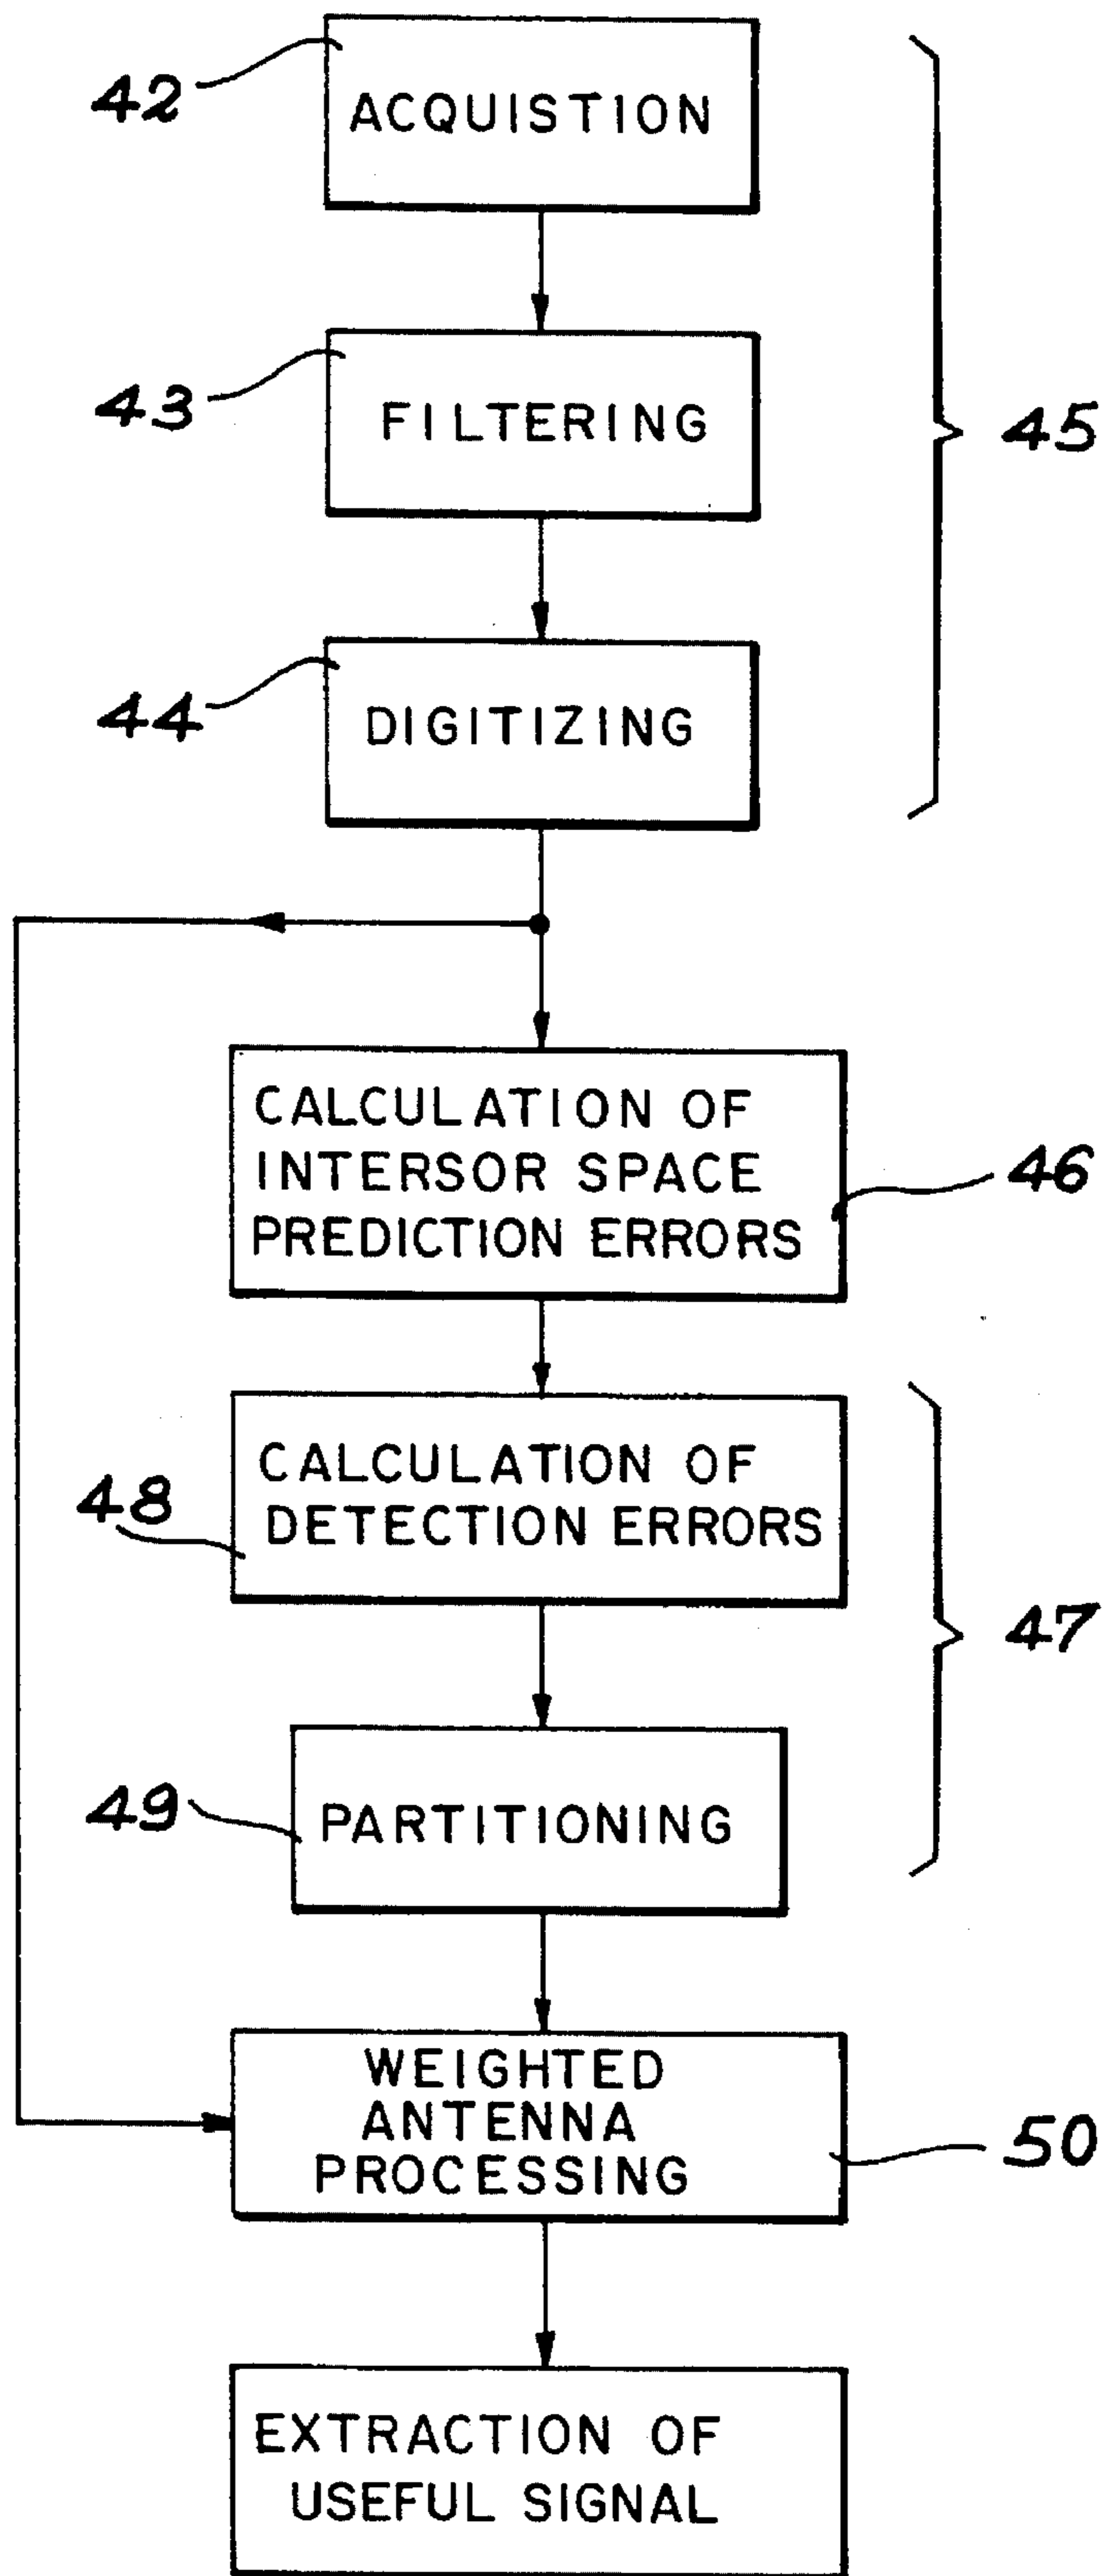 42
ACQUISTION
43
FILTERING
45
44
DIGITIZING
CALCULATION OF
INTERSOR SPACE
PREDICTION ERRORS
46
CALCULATION OF
DETECTION ERRORS
48
47
49
PARTITIONING
WEIGHTED
ANTENNA
PROCESSING
50
EXTRACTION OF
USEFUL SIGNAL